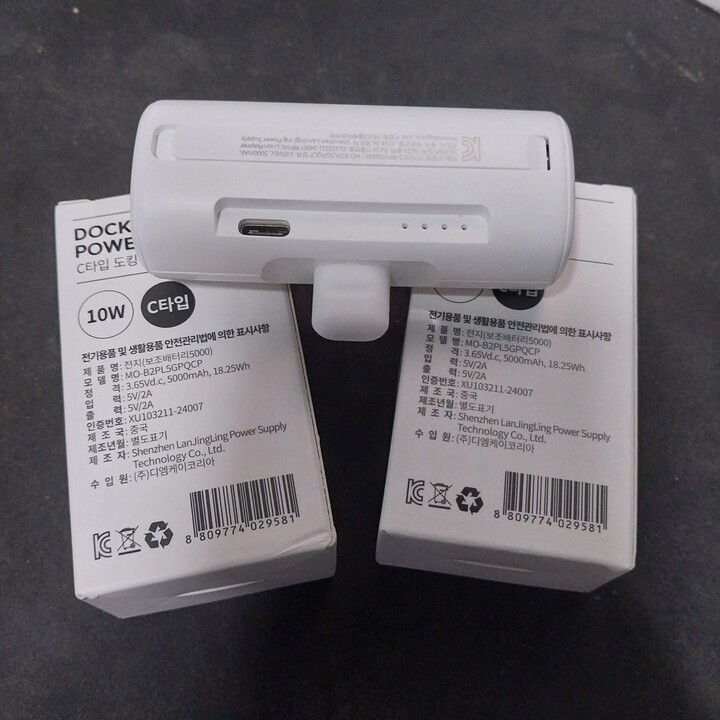 DOCK
POWE
C타입 도킹
10W
C타입
전기용품 및 생활용품 안전관리법에 의한 표시사항
제 품 명: 전지(보조배터리5000)
모 델 명: MO-B2PL5GPQCP
정 격: 3.65Vd.c, 5000mAh, 18.25Wh
입 력: 5V/2A
출 력: 5V/2A
인증번호: XU103211-24007
제 조 국: 중국
제조년월: 별도표기
제 조 자: Shenzhen LanJingLing Power Supply
Technology Co., Ltd.
수 입 원: (주)디엠케이코리아
8 809774 029581
C타입
전기용품 및 생활용품 안전관리법에 의한 표시사항
제 품 명: 전지(보조배터리5000)
모 델 명: MO-B2PL5GPQCP
정 격: 3.65Vd.c, 5000mAh, 18.25Wh
입 력: 5V/2A
출 력: 5V/2A
인증번호: XU103211-24007
제 조 국: 중국
제조년월: 별도표기
제 조 자: Shenzhen LanJingLing Power Supply
Technology Co., Ltd.
수 입 원: (주)디엠케이코리아
8 809774 029581